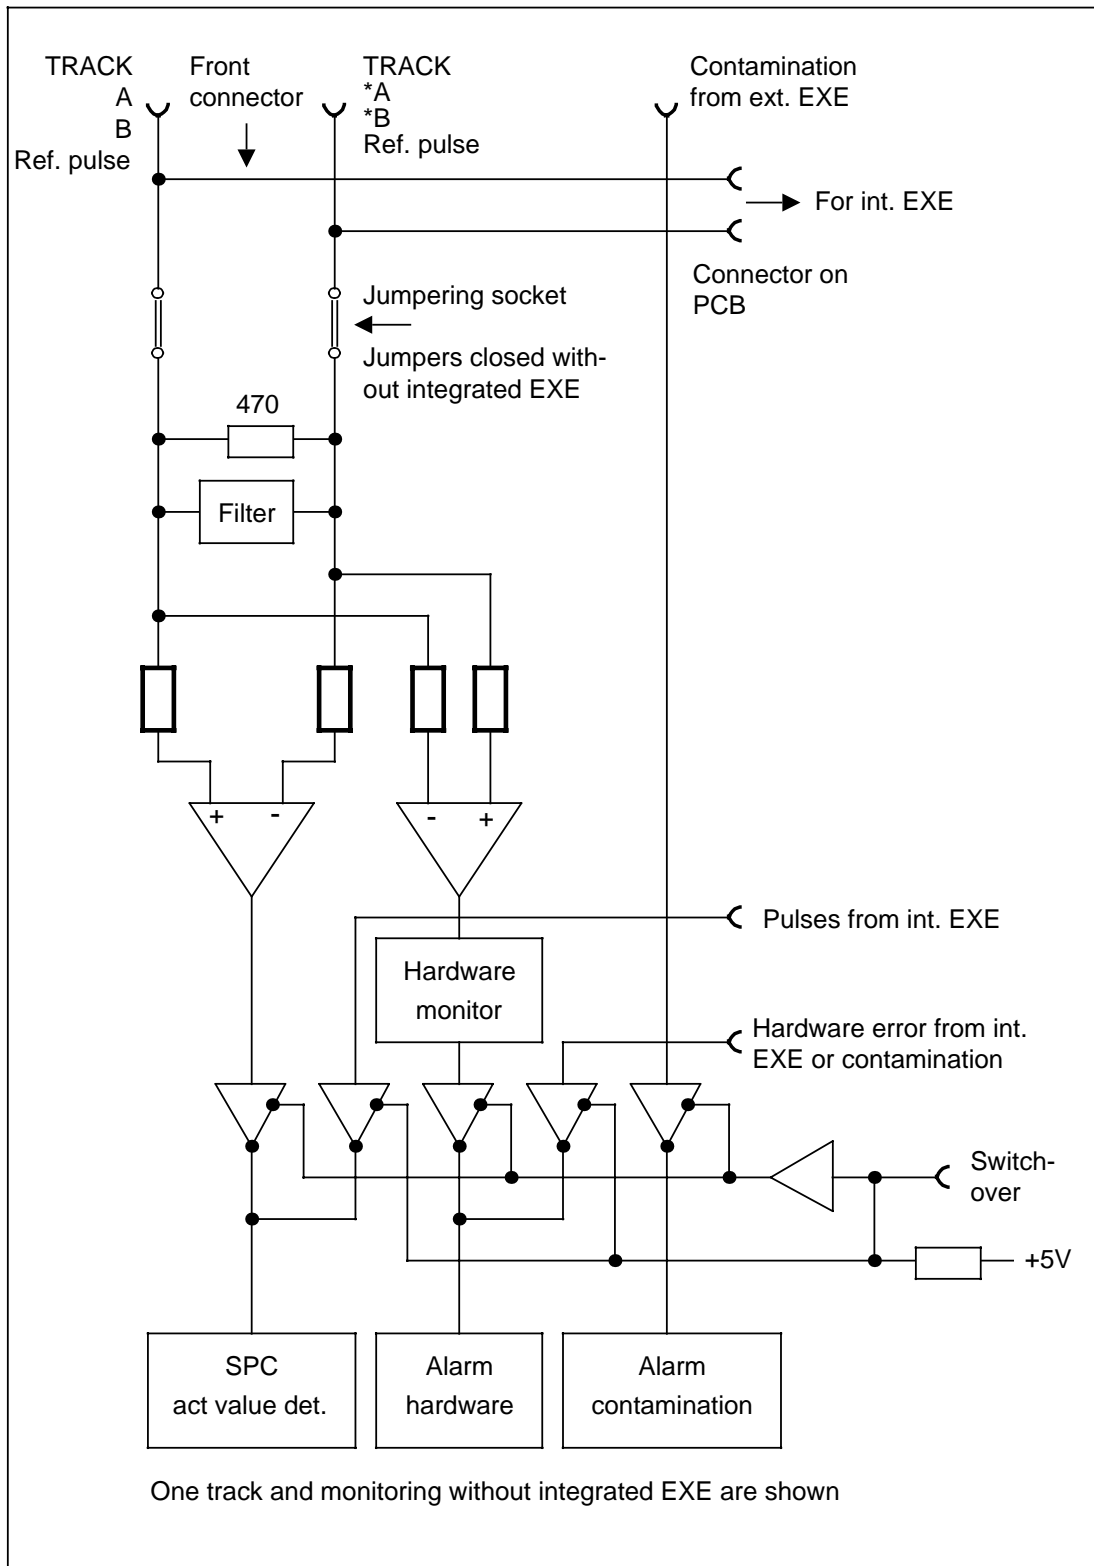 TRACK
A
B
Ref. pulse
Front
connector
TRACK
*A
*B
Ref. pulse
Contamination
from ext. EXE
For int. EXE
Connector on
PCB
Jumpering socket
Jumpers closed with-
out integrated EXE
470
Filter
+ -
- +
Pulses from int. EXE
Hardware
monitor
Hardware error from int.
EXE or contamination
Switch-
over
+5V
SPC
act value det.
Alarm
hardware
Alarm
contamination
One track and monitoring without integrated EXE are shown